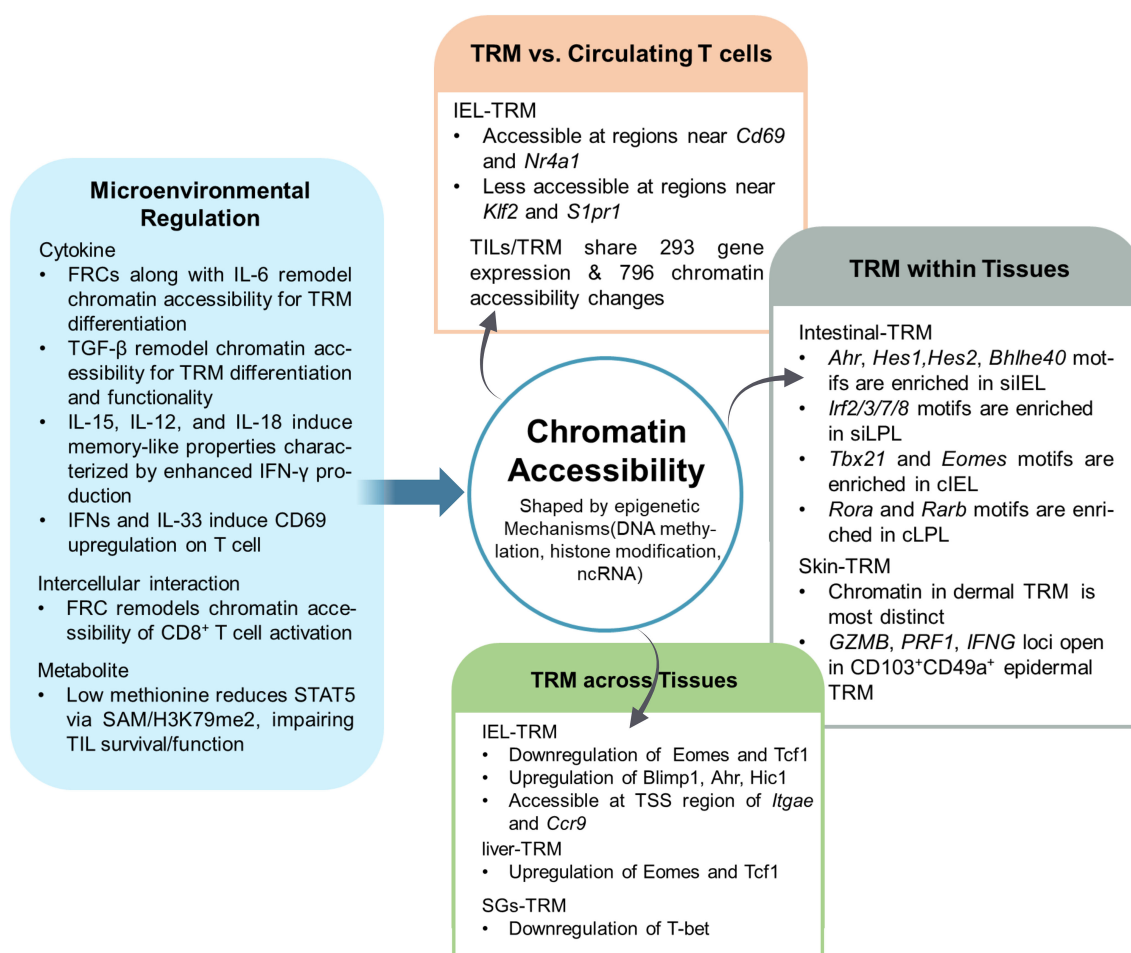 TRM vs. Circulating T cells
IEL-TRM
• Accessible at regions near Cd69
and Nr4a1
• Less accessible at regions near
Klf2 and S1pr1
TILs/TRM share 293 gene
expression & 796 chromatin
accessibility changes
Microenvironmental
Regulation
Cytokine
• FRCs along with IL-6 remodel
chromatin accessibility for TRM
differentiation
• TGF-β remodel chromatin acc-
essibility for TRM differentiation
and functionality
• IL-15, IL-12, and IL-18 induce
memory-like properties charac-
terized by enhanced IFN-γ pro-
duction
• IFNs and IL-33 induce CD69
upregulation on T cell
Intercellular interaction
• FRC remodels chromatin acce-
ssibility of CD8⁺ T cell activation
Metabolite
• Low methionine reduces STAT5
via SAM/H3K79me2, impairing
TIL survival/function
Chromatin
Accessibility
Shaped by epigenetic
Mechanisms(DNA methy-
lation, histone modification,
ncRNA)
TRM within Tissues
Intestinal-TRM
• Ahr, Hes1,Hes2, Bhlhe40 mot-
ifs are enriched in siIEL
• Irf2/3/7/8 motifs are enriched
in siLPL
• Tbx21 and Eomes motifs are
enriched in cIEL
• Rora and Rarb motifs are enri-
ched in cLPL
Skin-TRM
• Chromatin in dermal TRM is
most distinct
• GZMB, PRF1, IFNG loci open
in CD103⁺CD49a⁺ epidermal
TRM
TRM across Tissues
IEL-TRM
• Downregulation of Eomes and Tcf1
• Upregulation of Blimp1, Ahr, Hic1
• Accessible at TSS region of Itgae
and Ccr9
liver-TRM
• Upregulation of Eomes and Tcf1
SGs-TRM
• Downregulation of T-bet